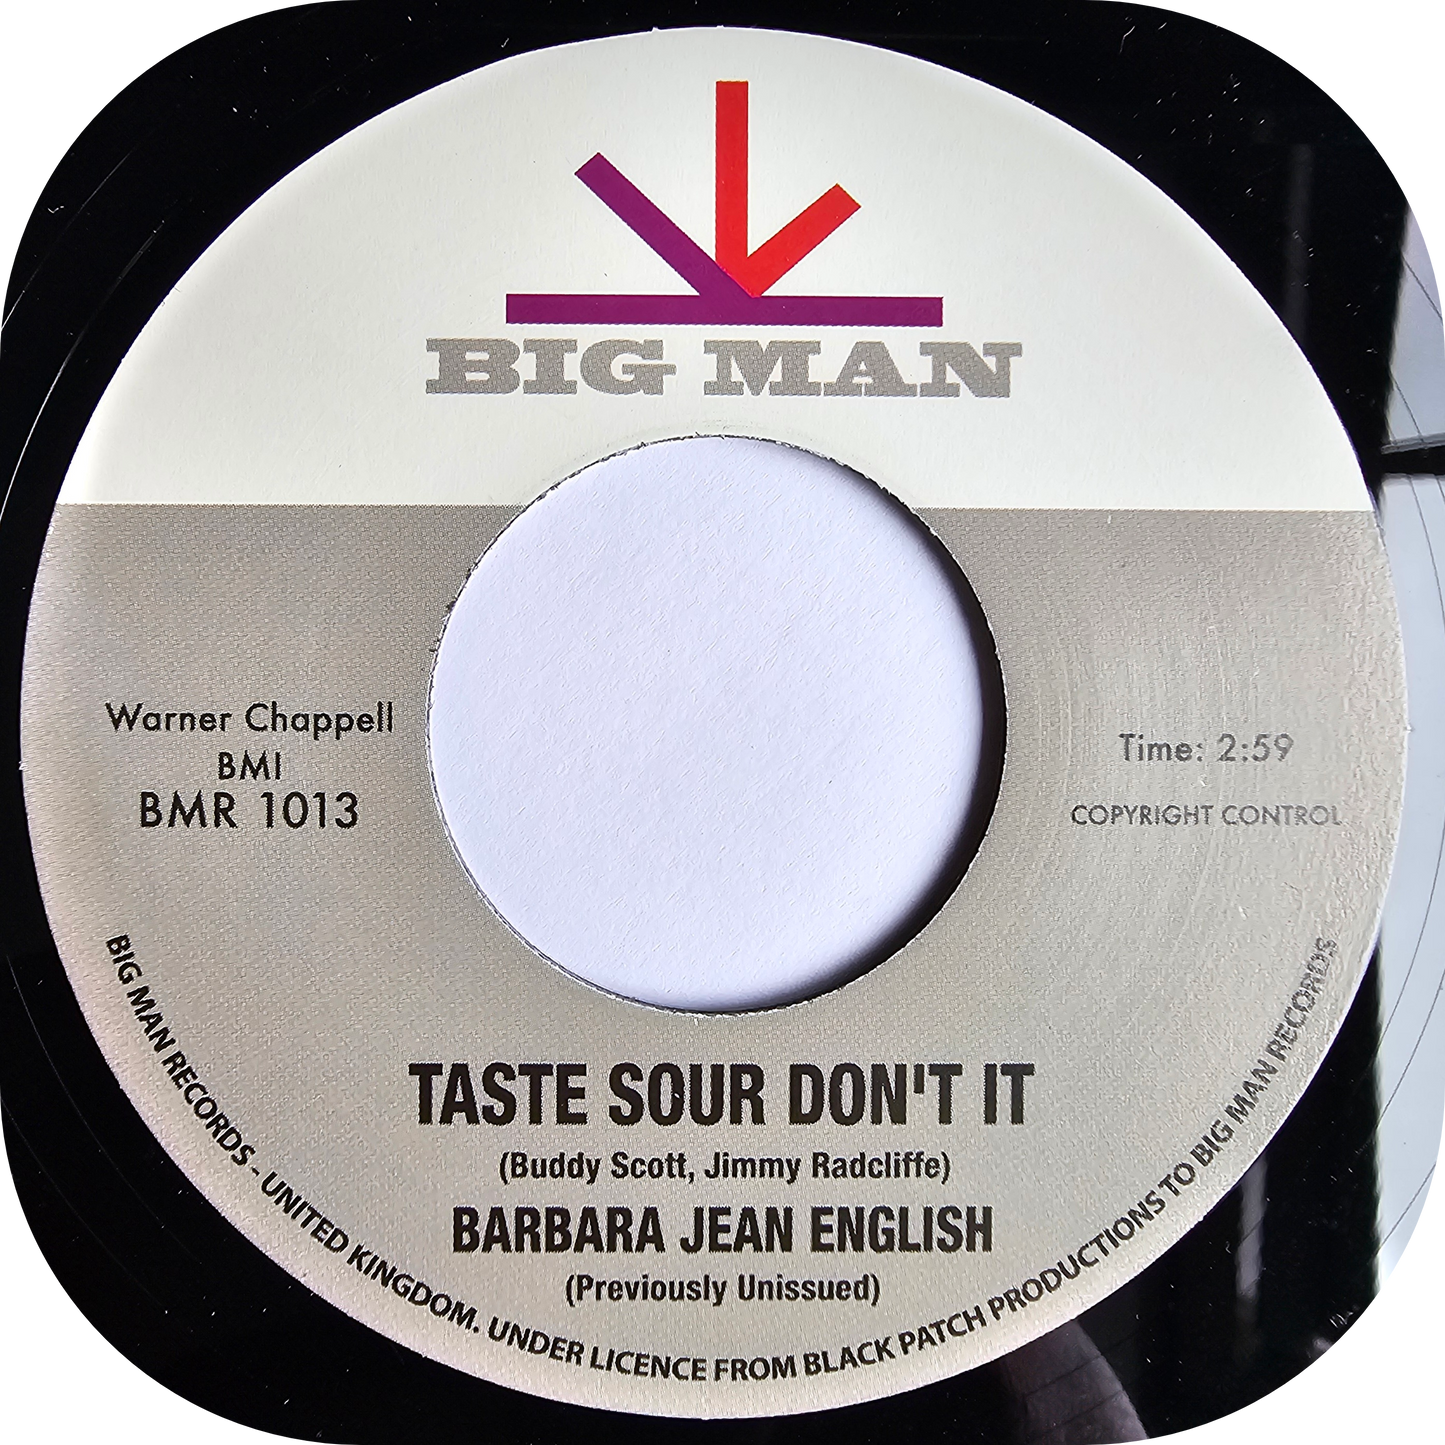 BIG MAN
Warner Chappell
BMI
BMR 1013
Time: 2:59
COPYRIGHT CONTROL
TASTE SOUR DON'T IT
(Buddy Scott, Jimmy Radcliffe)
BARBARA JEAN ENGLISH
(Previously Unissued)
BIG MAN RECORDS - UNITED KINGDOM. UNDER LICENCE FROM BLACK PATCH PRODUCTIONS TO BIG MAN RECORDS